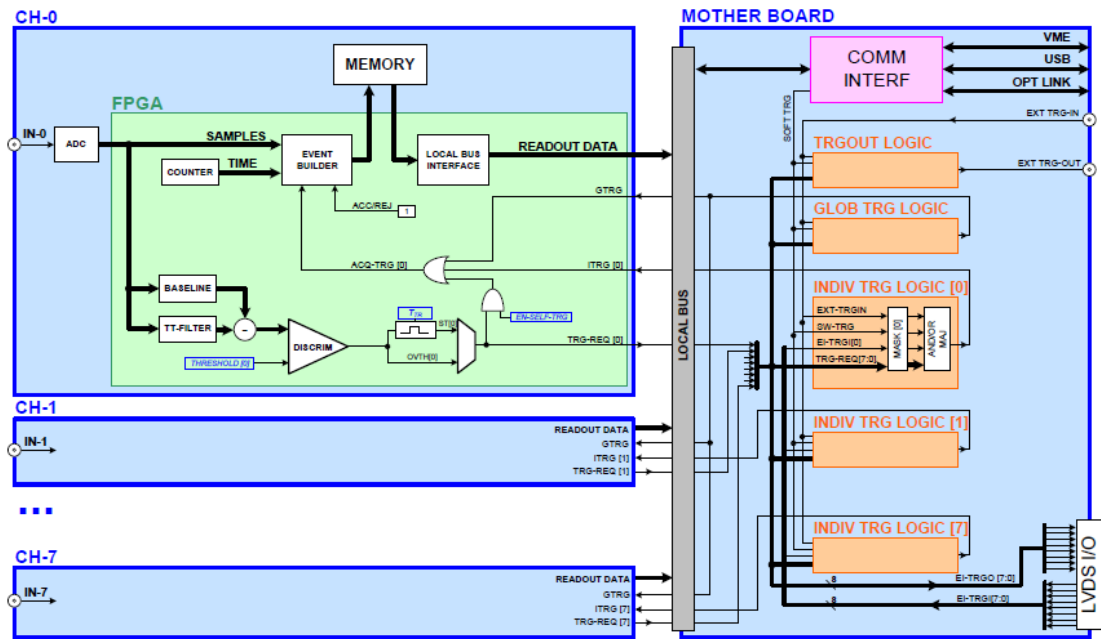 CH-0
MOTHER BOARD
MEMORY
COMM
INTERF
VME
USB
OPT LINK
FPGA
SOFT TRG
EXT TRG-IN
IN-0
ADC
SAMPLES
TIME
COUNTER
EVENT
BUILDER
LOCAL BUS
INTERFACE
READOUT DATA
TRGOUT LOGIC
EXT TRG-OUT
GTRG
ACC/REJ
1
GLOB TRG LOGIC
ACQ-TRG [0]
ITRG [0]
LOCAL BUS
BASELINE
TT-FILTER
-
DISCRIM
THRESHOLD [0]
TTR
ST[0]
OVTH[0]
EN-SELF-TRG
TRG-REQ [0]
INDIV TRG LOGIC [0]
EXT-TRGIN
SW-TRG
EI-TRGI[0]
TRG-REQ[7:0]
MASK [0]
AND/OR
MAJ
CH-1
IN-1
READOUT DATA
GTRG
ITRG [1]
TRG-REQ [1]
INDIV TRG LOGIC [1]
...
CH-7
IN-7
READOUT DATA
GTRG
ITRG [7]
TRG-REQ [7]
INDIV TRG LOGIC [7]
8
EI-TRGO [7:0]
8
EI-TRGI[7:0]
LVDS I/O